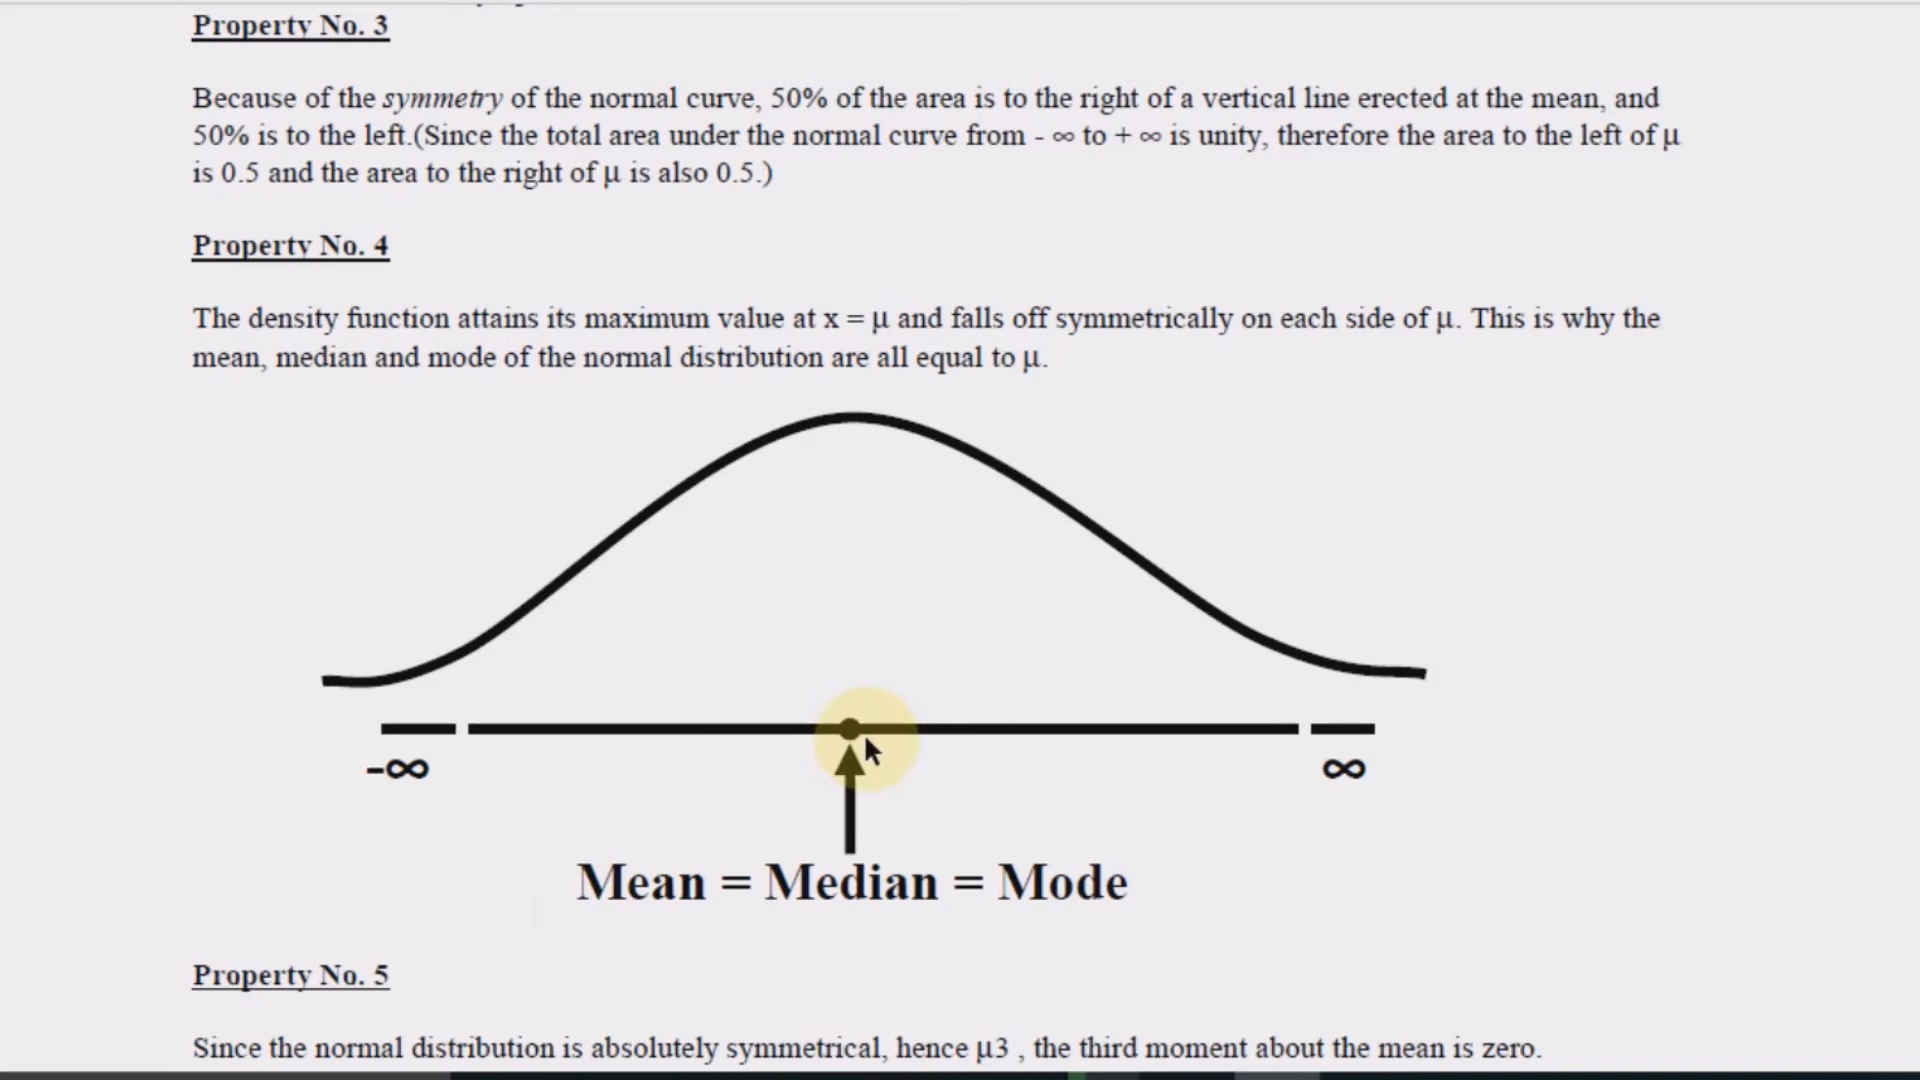 Property No. 3
Because of the symmetry of the normal curve, 50% of the area is to the right of a vertical line erected at the mean, and
50% is to the left.(Since the total area under the normal curve from - ∞ to + ∞ is unity, therefore the area to the left of μ
is 0.5 and the area to the right of μ is also 0.5.)
Property No. 4
The density function attains its maximum value at x = μ and falls off symmetrically on each side of μ. This is why the
mean, median and mode of the normal distribution are all equal to μ.
-∞ ∞
Mean = Median = Mode
Property No. 5
Since the normal distribution is absolutely symmetrical, hence μ3 , the third moment about the mean is zero.